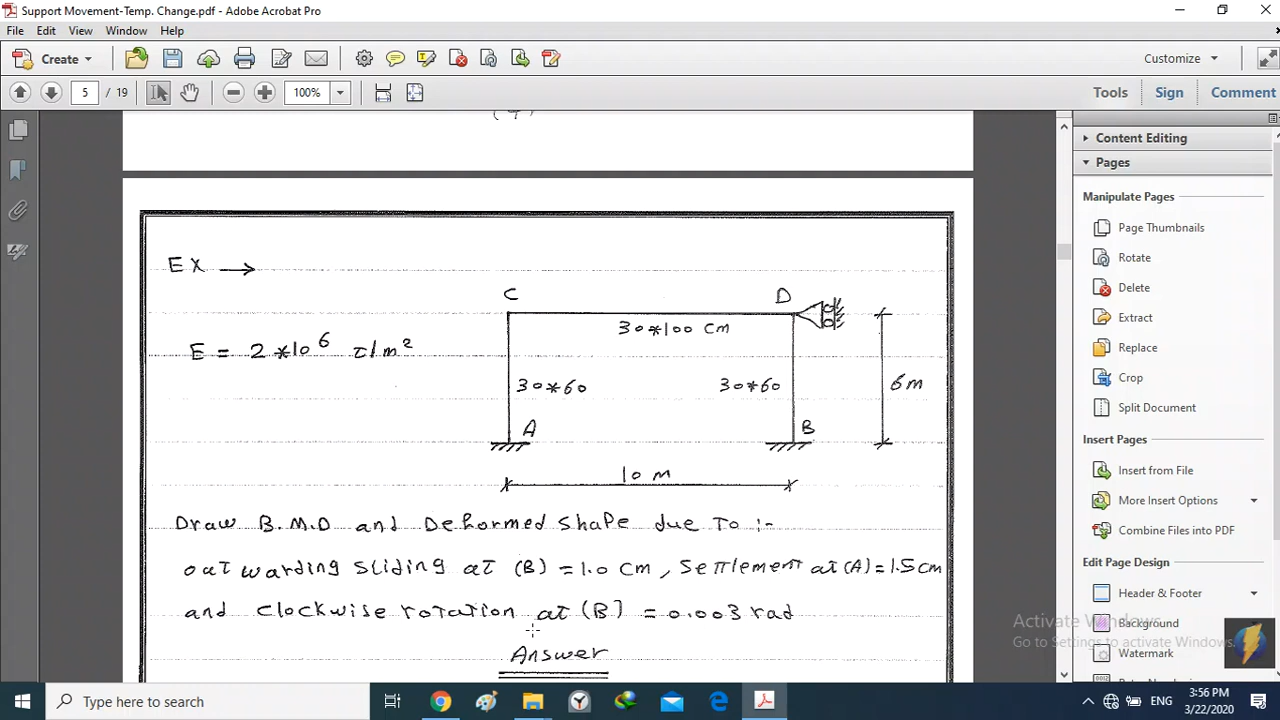 Support Movement-Temp. Change.pdf - Adobe Acrobat Pro
File Edit View Window Help
Create Customize
5 / 19 100% Tools Sign Comment
Content Editing
Pages
Manipulate Pages
Page Thumbnails
Rotate
Delete
Extract
Replace
Crop
Split Document
Insert Pages
Insert from File
More Insert Options
Combine Files into PDF
Edit Page Design
Header & Footer
Background
Watermark
(4)
EX →
C D
30*100 cm
E = 2*10⁶ t/m²
30*60 30*60 6m
A B
10 m
Draw B.M.D and Deformed shape due to :-
out warding sliding at (B) = 1.0 cm, Settlement at (A) = 1.5 cm
and clockwise rotation at (B) = 0.003 rad
Answer
Activate Windows
Go to Settings to activate Windows.
Type here to search
ENG
3:56 PM
3/22/2020